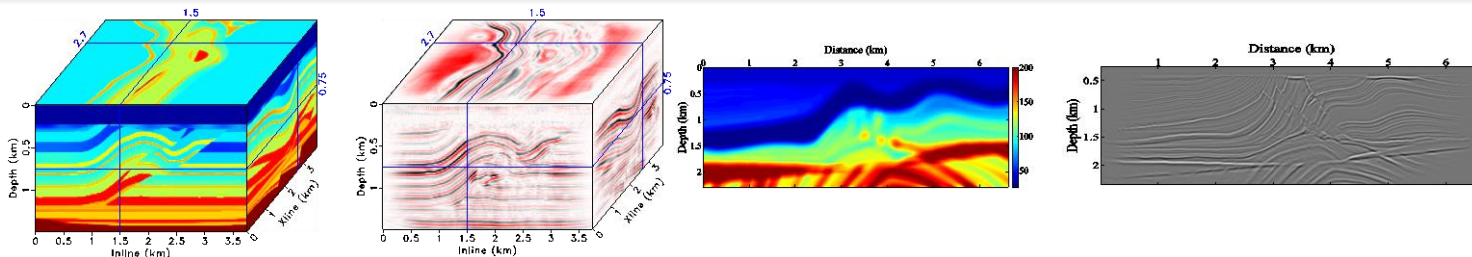 1.5
2.7
0.75
0
0.5
1
Depth (km)
0 0.5 1 1.5 2 2.5 3 3.5
Inline (km)
0 1 2 3
Xline (km)
1.5
2.7
0.75
0
0.5
1
Depth (km)
0 0.5 1 1.5 2 2.5 3 3.5
Inline (km)
0 1 2 3
Xline (km)
Distance (km)
0 1 2 3 4 5 6
0
0.5
1
1.5
2
Depth (km)
200
150
100
50
Distance (km)
1 2 3 4 5 6
0.5
1
1.5
2
Depth (km)